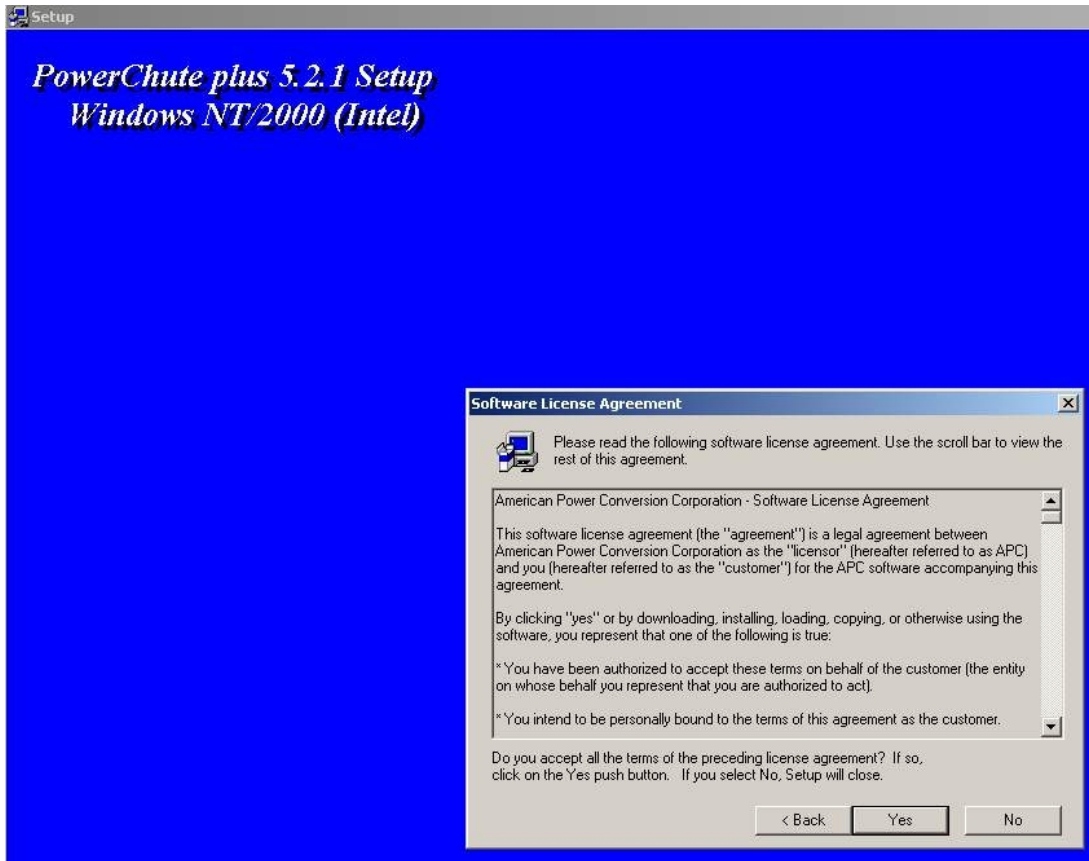 Setup
PowerChute plus 5.2.1 Setup
Windows NT/2000 (Intel)
Software License Agreement
Please read the following software license agreement. Use the scroll bar to view the
rest of this agreement.
American Power Conversion Corporation - Software License Agreement
This software license agreement (the "agreement") is a legal agreement between
American Power Conversion Corporation as the "licensor" (hereafter referred to as APC)
and you (hereafter referred to as the "customer") for the APC software accompanying this
agreement.
By clicking "yes" or by downloading, installing, loading, copying, or otherwise using the
software, you represent that one of the following is true:
* You have been authorized to accept these terms on behalf of the customer (the entity
on whose behalf you represent that you are authorized to act).
* You intend to be personally bound to the terms of this agreement as the customer.
Do you accept all the terms of the preceding license agreement? If so,
click on the Yes push button. If you select No, Setup will close.
< Back Yes No